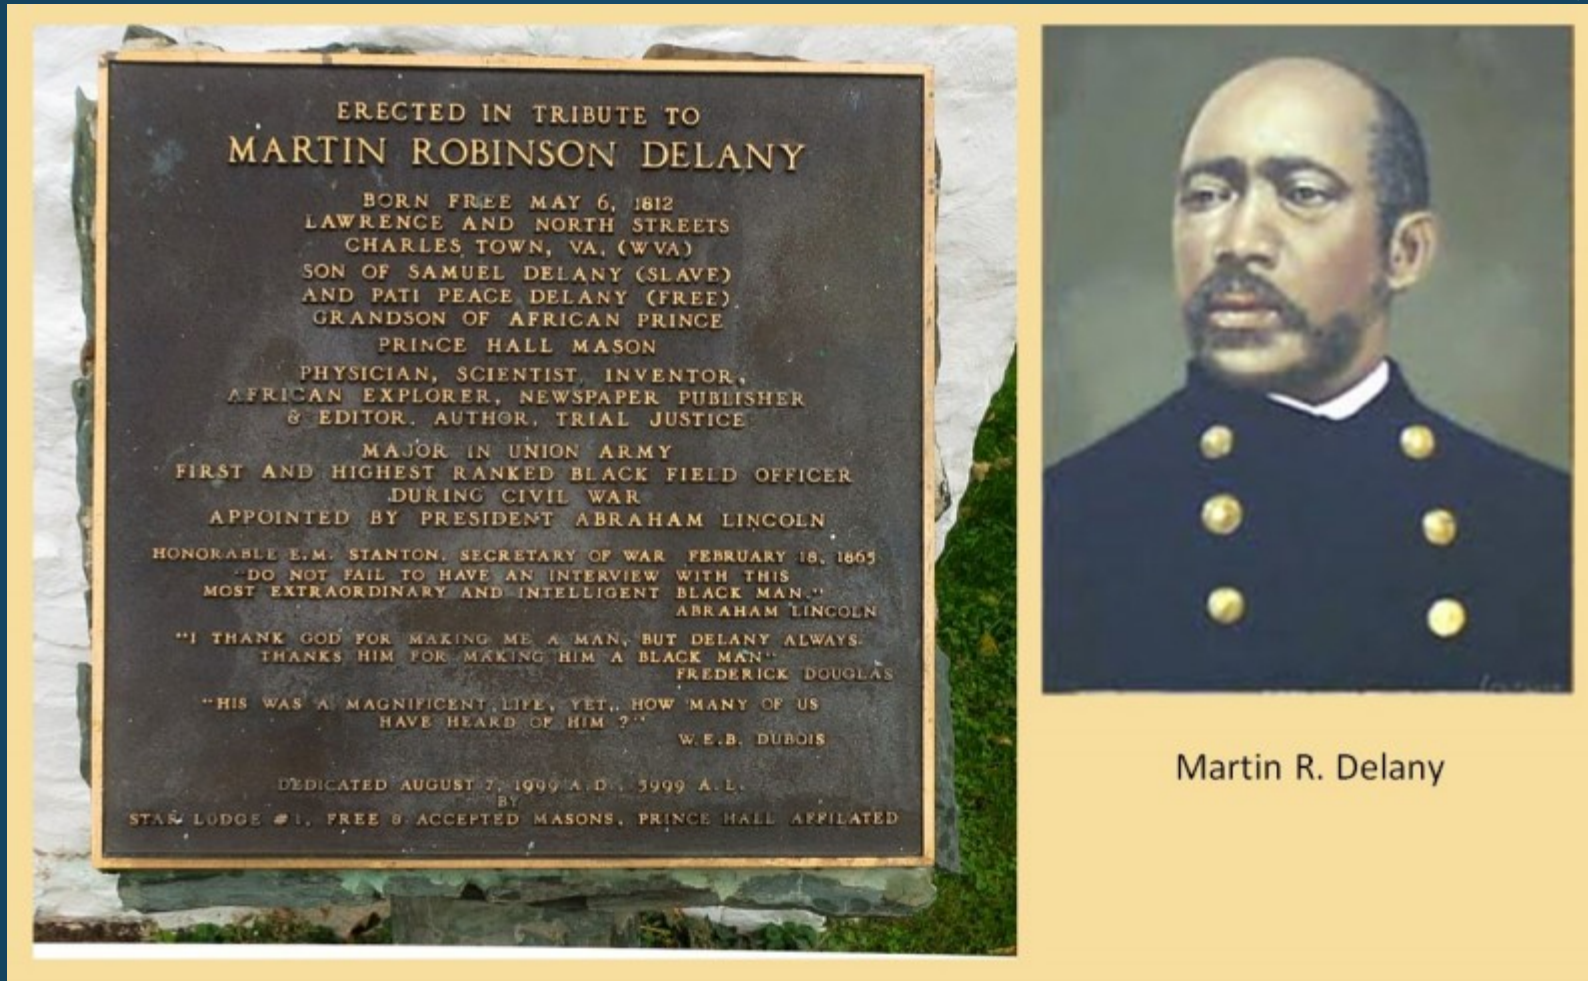 ERECTED IN TRIBUTE TO
MARTIN ROBINSON DELANY
BORN FREE MAY 6, 1812
LAWRENCE AND NORTH STREETS
CHARLES TOWN, VA, (WVA)
SON OF SAMUEL DELANY (SLAVE)
AND PATI PEACE DELANY (FREE)
GRANDSON OF AFRICAN PRINCE
PRINCE HALL MASON
PHYSICIAN, SCIENTIST, INVENTOR,
AFRICAN EXPLORER, NEWSPAPER PUBLISHER
& EDITOR, AUTHOR, TRIAL JUSTICE
MAJOR IN UNION ARMY
FIRST AND HIGHEST RANKED BLACK FIELD OFFICER
DURING CIVIL WAR
APPOINTED BY PRESIDENT ABRAHAM LINCOLN
HONORABLE E.M. STANTON, SECRETARY OF WAR FEBRUARY 18, 1865
"DO NOT FAIL TO HAVE AN INTERVIEW WITH THIS
MOST EXTRAORDINARY AND INTELLIGENT BLACK MAN."
ABRAHAM LINCOLN
"I THANK GOD FOR MAKING ME A MAN, BUT DELANY ALWAYS
THANKS HIM FOR MAKING HIM A BLACK MAN"
FREDERICK DOUGLAS
"HIS WAS A MAGNIFICENT LIFE, YET, HOW MANY OF US
HAVE HEARD OF HIM ?"
W.E.B. DUBOIS
DEDICATED AUGUST 7, 1999 A.D., 5999 A.L.
BY
STAR LODGE #1, FREE & ACCEPTED MASONS, PRINCE HALL AFFILATED
Martin R. Delany